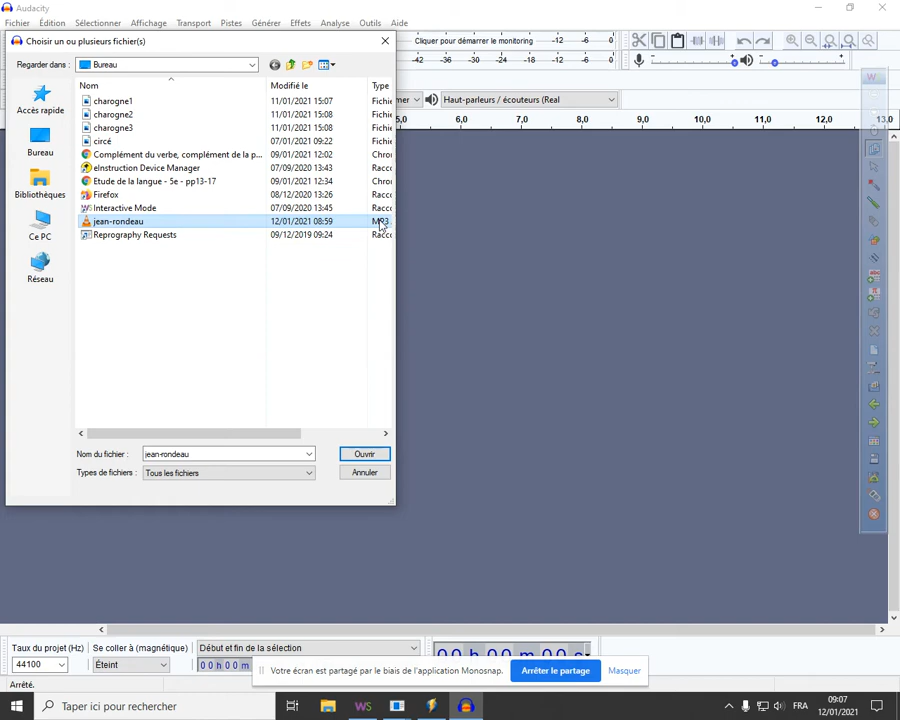 Audacity
Fichier Édition Sélectionner Affichage Transport Pistes Générer Effets Analyse Outils Aide
Choisir un ou plusieurs fichier(s)
Cliquer pour démarrer le monitoring -12 -6 0
-42 -36 -30 -24 -18 -12 -6 0
Regarder dans : Bureau
Haut-parleurs / écouteurs (Real
5,0 6,0 7,0 8,0 9,0 10,0 11,0 12,0 13,0
Nom Modifié le Type
charogne1 11/01/2021 15:07 Fichie
charogne2 11/01/2021 15:08 Fichie
charogne3 11/01/2021 15:08 Fichie
circé 07/01/2021 09:22 Fichie
Complément du verbe, complément de la p... 09/01/2021 12:02 Chron
eInstruction Device Manager 07/09/2020 13:43 Racco
Etude de la langue - 5e - pp13-17 09/01/2021 12:34 Chron
Firefox 08/12/2020 13:26 Racco
Interactive Mode 07/09/2020 13:45 Racco
jean-rondeau 12/01/2021 08:59 MP3
Reprography Requests 09/12/2019 09:24 Racco
Accès rapide
Bureau
Bibliothèques
Ce PC
Réseau
Nom du fichier : jean-rondeau Ouvrir
Types de fichiers : Tous les fichiers Annuler
Taux du projet (Hz) Se coller à (magnétique) Début et fin de la sélection
44100 Éteint 00 h 00 m
Votre écran est partagé par le biais de l'application Monosnap. Arrêter le partage Masquer
Arrêté.
Taper ici pour rechercher
WS
FRA
09:07
12/01/2021